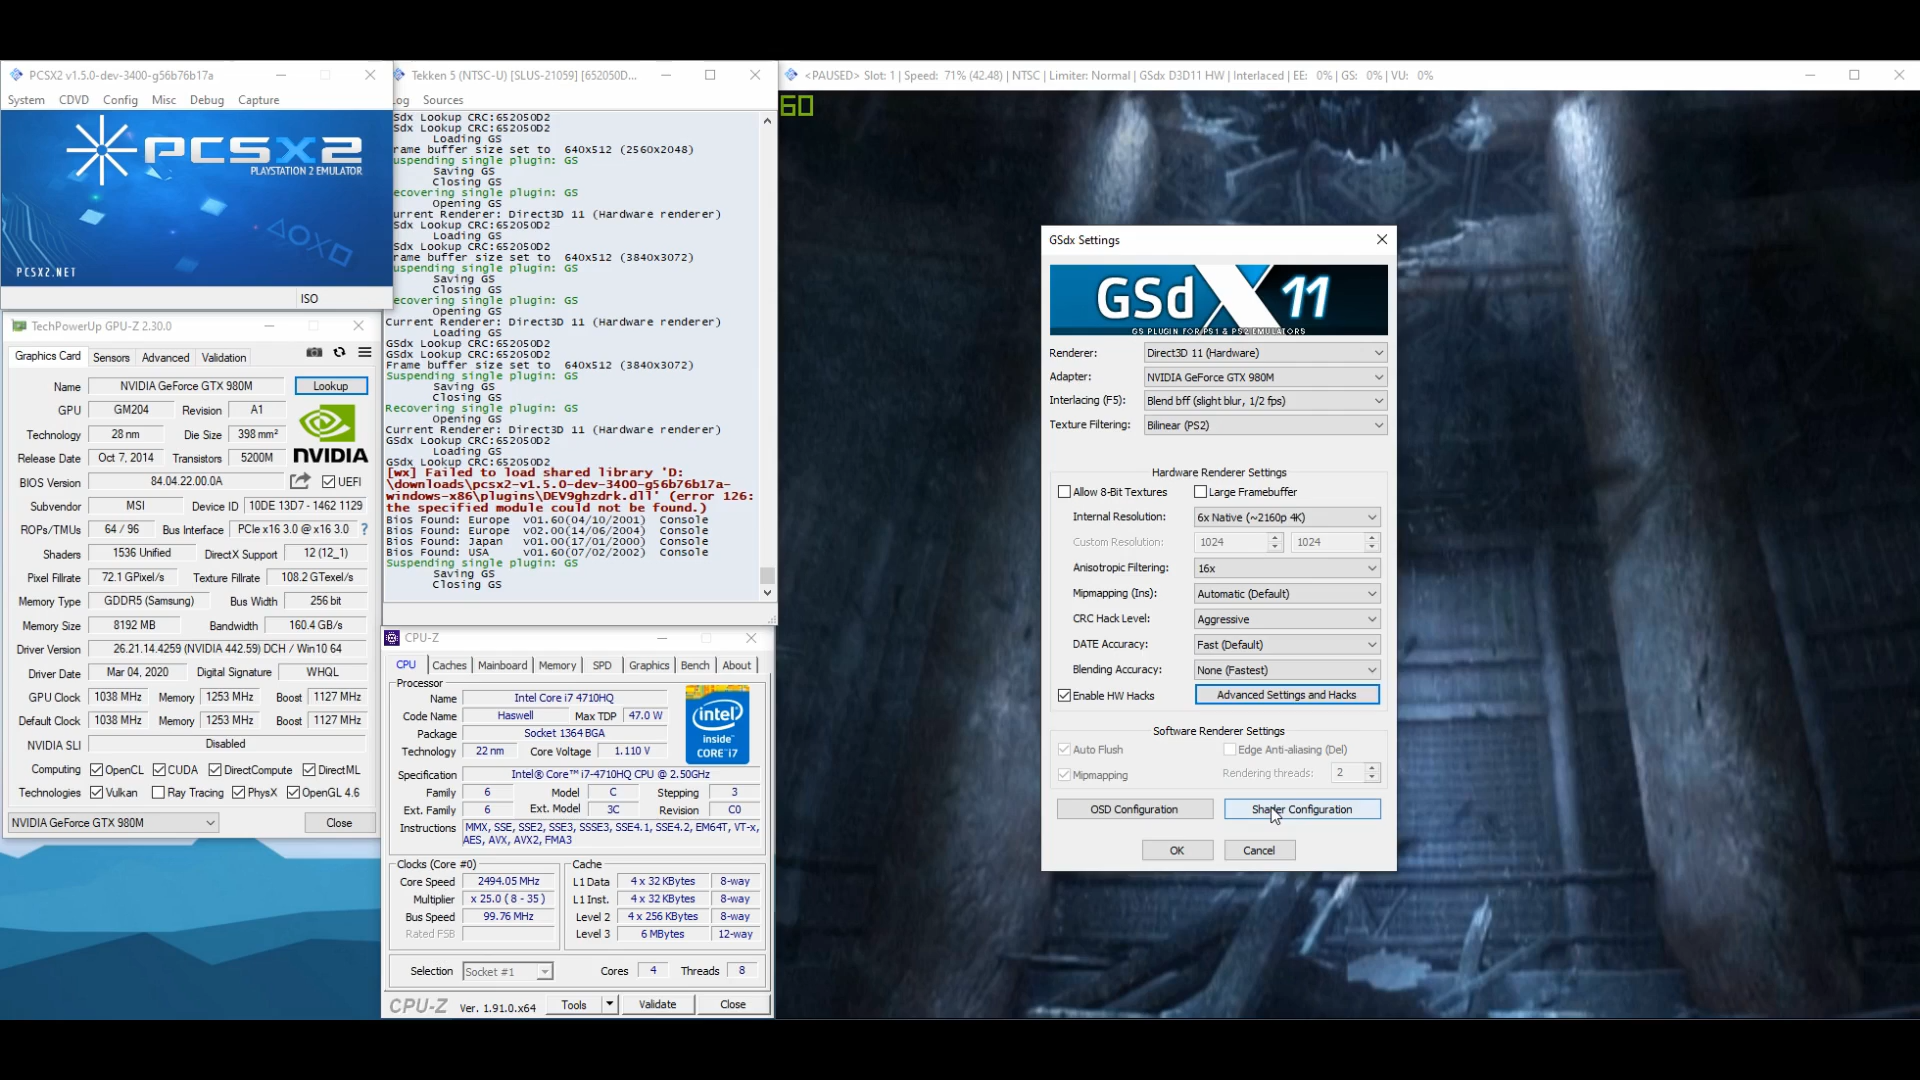 PCSX2 v1.5.0-dev-3400-g56b76b17a
System CDVD Config Misc Debug Capture
PCSX2
PLAYSTATION 2 EMULATOR
PCSX2.NET
ISO
TechPowerUp GPU-Z 2.30.0
Graphics Card Sensors Advanced Validation
Name NVIDIA GeForce GTX 980M Lookup
GPU GM204 Revision A1
Technology 28 nm Die Size 398 mm²
Release Date Oct 7, 2014 Transistors 5200M
NVIDIA
BIOS Version 84.04.22.00.0A UEFI
Subvendor MSI Device ID 10DE 13D7 - 1462 1129
ROPs/TMUs 64 / 96 Bus Interface PCIe x16 3.0 @ x16 3.0 ?
Shaders 1536 Unified DirectX Support 12 (12_1)
Pixel Fillrate 72.1 GPixel/s Texture Fillrate 108.2 GTexel/s
Memory Type GDDR5 (Samsung) Bus Width 256 bit
Memory Size 8192 MB Bandwidth 160.4 GB/s
Driver Version 26.21.14.4259 (NVIDIA 442.59) DCH / Win10 64
Driver Date Mar 04, 2020 Digital Signature WHQL
GPU Clock 1038 MHz Memory 1253 MHz Boost 1127 MHz
Default Clock 1038 MHz Memory 1253 MHz Boost 1127 MHz
NVIDIA SLI Disabled
Computing OpenCL CUDA DirectCompute DirectML
Technologies Vulkan Ray Tracing PhysX OpenGL 4.6
NVIDIA GeForce GTX 980M Close
Tekken 5 (NTSC-U) [SLUS-21059] [652050D...
Log Sources
Sdx Lookup CRC:652050D2
Sdx Lookup CRC:652050D2
Loading GS
rame buffer size set to 640x512 (2560x2048)
uspending single plugin: GS
Saving GS
Closing GS
ecovering single plugin: GS
Opening GS
urrent Renderer: Direct3D 11 (Hardware renderer)
Sdx Lookup CRC:652050D2
Loading GS
Sdx Lookup CRC:652050D2
rame buffer size set to 640x512 (3840x3072)
uspending single plugin: GS
Saving GS
Closing GS
ecovering single plugin: GS
Opening GS
Current Renderer: Direct3D 11 (Hardware renderer)
Loading GS
GSdx Lookup CRC:652050D2
GSdx Lookup CRC:652050D2
Frame buffer size set to 640x512 (3840x3072)
Suspending single plugin: GS
Saving GS
Closing GS
Recovering single plugin: GS
Opening GS
Current Renderer: Direct3D 11 (Hardware renderer)
GSdx Lookup CRC:652050D2
Loading GS
GSdx Lookup CRC:652050D2
[wx] Failed to load shared library 'D:
\downloads\pcsx2-v1.5.0-dev-3400-g56b76b17a-
windows-x86\plugins\DEV9ghzdrk.dll' (error 126:
the specified module could not be found.)
Bios Found: Europe v01.60(04/10/2001) Console
Bios Found: Europe v02.00(14/06/2004) Console
Bios Found: Japan v01.00(17/01/2000) Console
Bios Found: USA v01.60(07/02/2002) Console
Suspending single plugin: GS
Saving GS
Closing GS
CPU-Z
CPU Caches Mainboard Memory SPD Graphics Bench About
Processor
Name Intel Core i7 4710HQ
Code Name Haswell Max TDP 47.0 W
Package Socket 1364 BGA
Technology 22 nm Core Voltage 1.110 V
intel
inside™
CORE™i7
Specification Intel® Core™ i7-4710HQ CPU @ 2.50GHz
Family 6 Model C Stepping 3
Ext. Family 6 Ext. Model 3C Revision C0
Instructions MMX, SSE, SSE2, SSE3, SSSE3, SSE4.1, SSE4.2, EM64T, VT-x,
AES, AVX, AVX2, FMA3
Clocks (Core #0)
Core Speed 2494.05 MHz
Multiplier x 25.0 ( 8 - 35 )
Bus Speed 99.76 MHz
Rated FSB
Cache
L1 Data 4 x 32 KBytes 8-way
L1 Inst. 4 x 32 KBytes 8-way
Level 2 4 x 256 KBytes 8-way
Level 3 6 MBytes 12-way
Selection Socket #1 Cores 4 Threads 8
CPU-Z Ver. 1.91.0.x64 Tools Validate Close
<PAUSED> Slot: 1 | Speed: 71% (42.48) | NTSC | Limiter: Normal | GSdx D3D11 HW | Interlaced | EE: 0% | GS: 0% | VU: 0%
60
GSdx Settings
GSdX 11
GS PLUGIN FOR PS1 & PS2 EMULATORS
Renderer: Direct3D 11 (Hardware)
Adapter: NVIDIA GeForce GTX 980M
Interlacing (F5): Blend bff (slight blur, 1/2 fps)
Texture Filtering: Bilinear (PS2)
Hardware Renderer Settings
Allow 8-Bit Textures Large Framebuffer
Internal Resolution: 6x Native (~2160p 4K)
Custom Resolution: 1024 1024
Anisotropic Filtering: 16x
Mipmapping (Ins): Automatic (Default)
CRC Hack Level: Aggressive
DATE Accuracy: Fast (Default)
Blending Accuracy: None (Fastest)
Enable HW Hacks Advanced Settings and Hacks
Software Renderer Settings
Auto Flush Edge Anti-aliasing (Del)
Mipmapping Rendering threads: 2
OSD Configuration Shader Configuration
OK Cancel